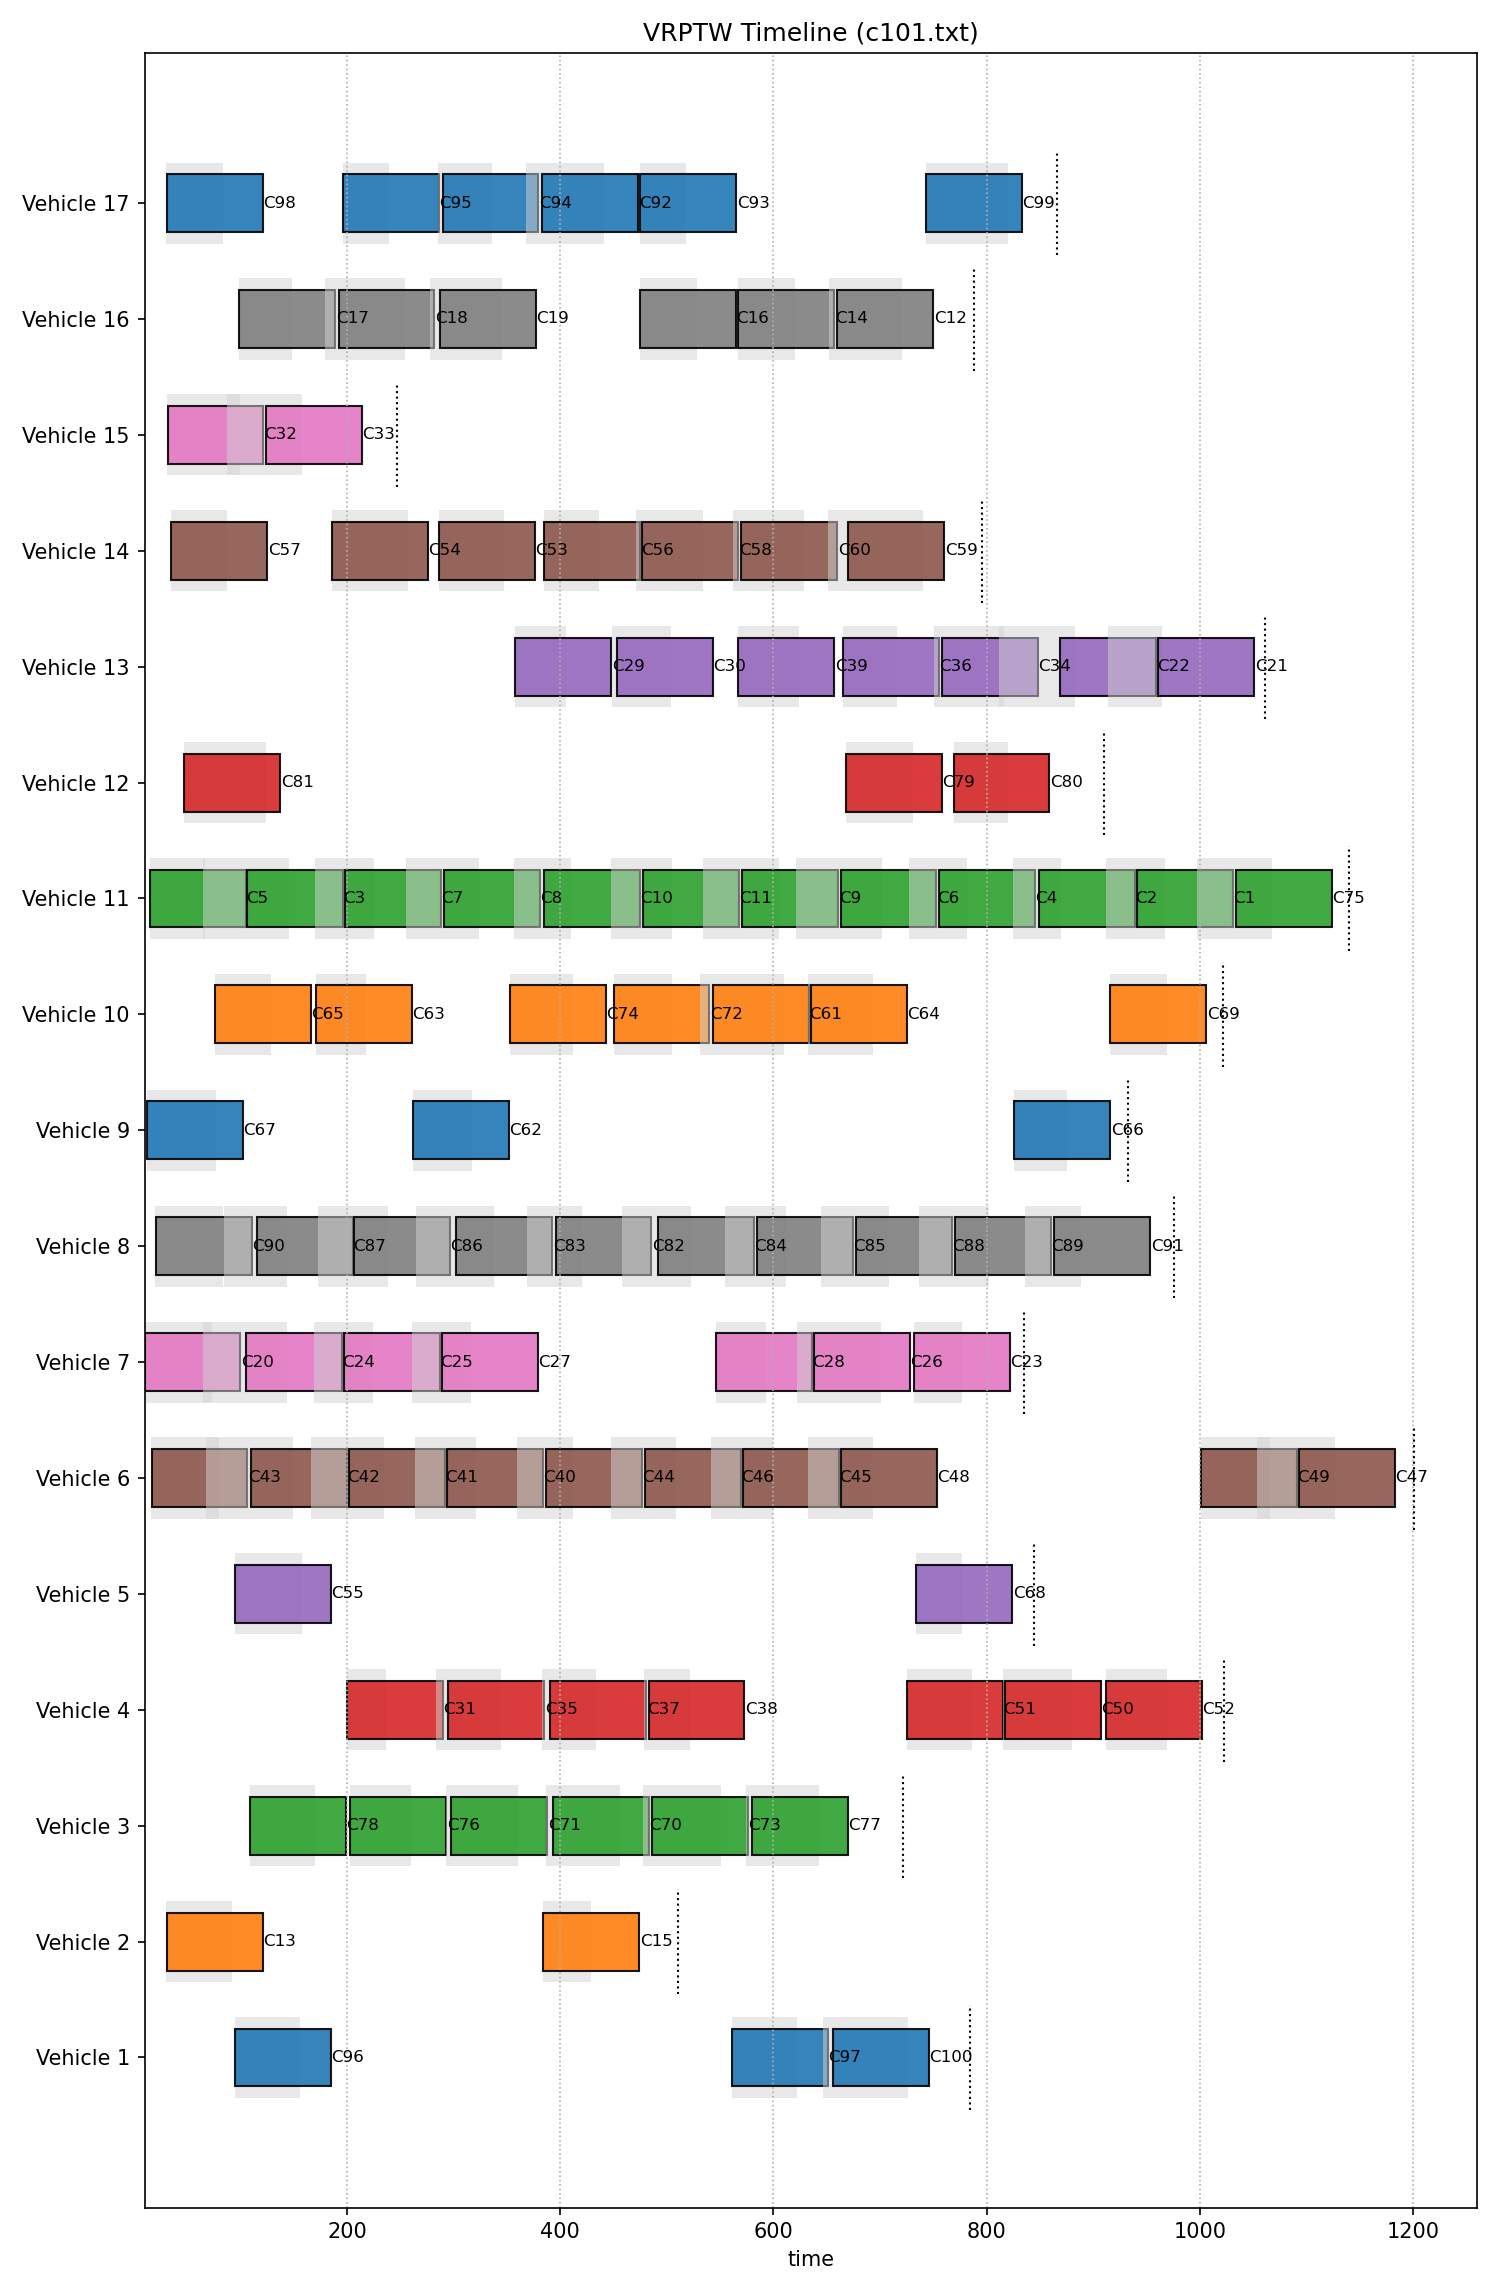 VRPTW Timeline (c101.txt)
Vehicle 17 C98 C95 C94 C92 C93 C99
Vehicle 16 C17 C18 C19 C16 C14 C12
Vehicle 15 C32 C33
Vehicle 14 C57 C54 C53 C56 C58 C60 C59
Vehicle 13 C29 C30 C39 C36 C34 C22 C21
Vehicle 12 C81 C79 C80
Vehicle 11 C5 C3 C7 C8 C10 C11 C9 C6 C4 C2 C1 C75
Vehicle 10 C65 C63 C74 C72 C61 C64 C69
Vehicle 9 C67 C62 C66
Vehicle 8 C90 C87 C86 C83 C82 C84 C85 C88 C89 C91
Vehicle 7 C20 C24 C25 C27 C28 C26 C23
Vehicle 6 C43 C42 C41 C40 C44 C46 C45 C48 C49 C47
Vehicle 5 C55 C68
Vehicle 4 C31 C35 C37 C38 C51 C50 C52
Vehicle 3 C78 C76 C71 C70 C73 C77
Vehicle 2 C13 C15
Vehicle 1 C96 C97 C100
200 400 600 800 1000 1200
time